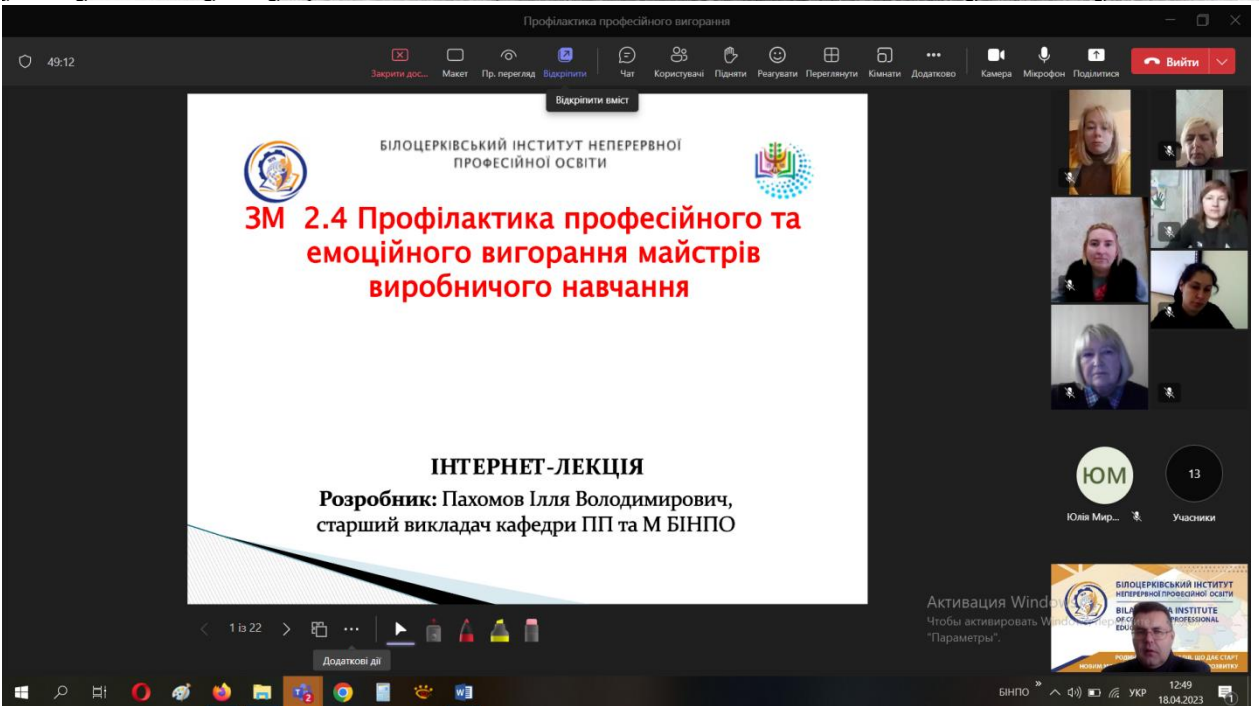 Профілактика професійного вигорання
49:12
Закрити дос...
Макет
Пр. перегляд
Відкріпити
Чат
Користувачі
Підняти
Реагувати
Переглянути
Кімнати
Додатково
Камера
Мікрофон
Поділитися
Вийти
Відкріпити вміст
БІЛОЦЕРКІВСЬКИЙ ІНСТИТУТ НЕПЕРЕРВНОЇ
ПРОФЕСІЙНОЇ ОСВІТИ
ЗМ 2.4 Профілактика професійного та
емоційного вигорання майстрів
виробничого навчання
ІНТЕРНЕТ-ЛЕКЦІЯ
Розробник: Пахомов Ілля Володимирович,
старший викладач кафедри ПП та М БІНПО
ЮМ
13
Юлія Мир...
Учасники
БІЛОЦЕРКІВСЬКИЙ ІНСТИТУТ
НЕПЕРЕРВНОЇ ПРОФЕСІЙНОЇ ОСВІТИ
INSTITUTE
PROFESSIONAL
Активация Windows
Чтобы активировать Windows
"Параметры".
1 із 22
Додаткові дії
БІНПО
УКР
12:49
18.04.2023